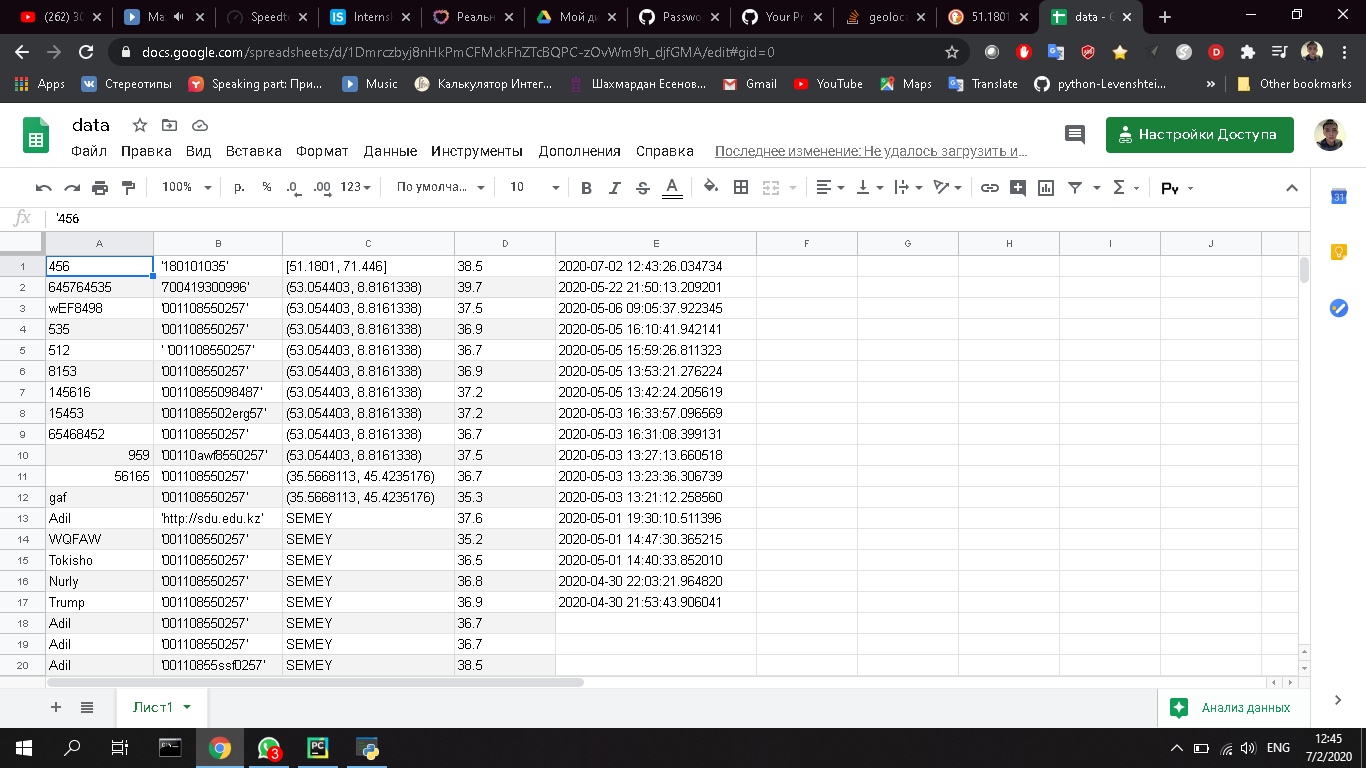 (262) 30
Ма
Speedte
Internsh
Реальн
Мой ди
Passwo
Your Pr
geoloca
51.1801
data - G
docs.google.com/spreadsheets/d/1Dmrczbyj8nHkPmCFMckFhZTcBQPC-zOvWm9h_djfGMA/edit#gid=0
Apps Стереотипы Speaking part: При... Music Калькулятор Интег... Шахмардан Есенов... Gmail YouTube Maps Translate python-Levenshtei... » Other bookmarks
data
Настройки Доступа
Файл Правка Вид Вставка Формат Данные Инструменты Дополнения Справка Последнее изменение: Не удалось загрузить и...
100% р. % .0 .00 123 По умолча... 10 B I S A Σ Pу
31
fx '456
A B C D E F G H I J
1 456 '180101035' [51.1801, 71.446] 38.5 2020-07-02 12:43:26.034734
2 645764535 '700419300996' (53.054403, 8.8161338) 39.7 2020-05-22 21:50:13.209201
3 wEF8498 '001108550257' (53.054403, 8.8161338) 37.5 2020-05-06 09:05:37.922345
4 535 '001108550257' (53.054403, 8.8161338) 36.9 2020-05-05 16:10:41.942141
5 512 ' '001108550257' (53.054403, 8.8161338) 36.7 2020-05-05 15:59:26.811323
6 8153 '001108550257' (53.054403, 8.8161338) 36.9 2020-05-05 13:53:21.276224
7 145616 '0011085509​8487' (53.054403, 8.8161338) 37.2 2020-05-05 13:42:24.205619
8 15453 '0011085502erg57' (53.054403, 8.8161338) 37.2 2020-05-03 16:33:57.096569
9 65468452 '001108550257' (53.054403, 8.8161338) 36.7 2020-05-03 16:31:08.399131
10 959 '00110awf8550257' (53.054403, 8.8161338) 37.5 2020-05-03 13:27:13.660518
11 56165 '001108550257' (35.5668113, 45.4235176) 36.7 2020-05-03 13:23:36.306739
12 gaf '001108550257' (35.5668113, 45.4235176) 35.3 2020-05-03 13:21:12.258560
13 Adil 'http://sdu.edu.kz' SEMEY 37.6 2020-05-01 19:30:10.511396
14 WQFAW '001108550257' SEMEY 35.2 2020-05-01 14:47:30.365215
15 Tokisho '001108550257' SEMEY 36.5 2020-05-01 14:40:33.852010
16 Nurly '001108550257' SEMEY 36.8 2020-04-30 22:03:21.964820
17 Trump '001108550257' SEMEY 36.9 2020-04-30 21:53:43.906041
18 Adil '001108550257' SEMEY 36.7
19 Adil '001108550257' SEMEY 36.7
20 Adil '00110855ssf0257' SEMEY 38.5
Лист1
Анализ данных
3 PC ENG 12:45
7/2/2020